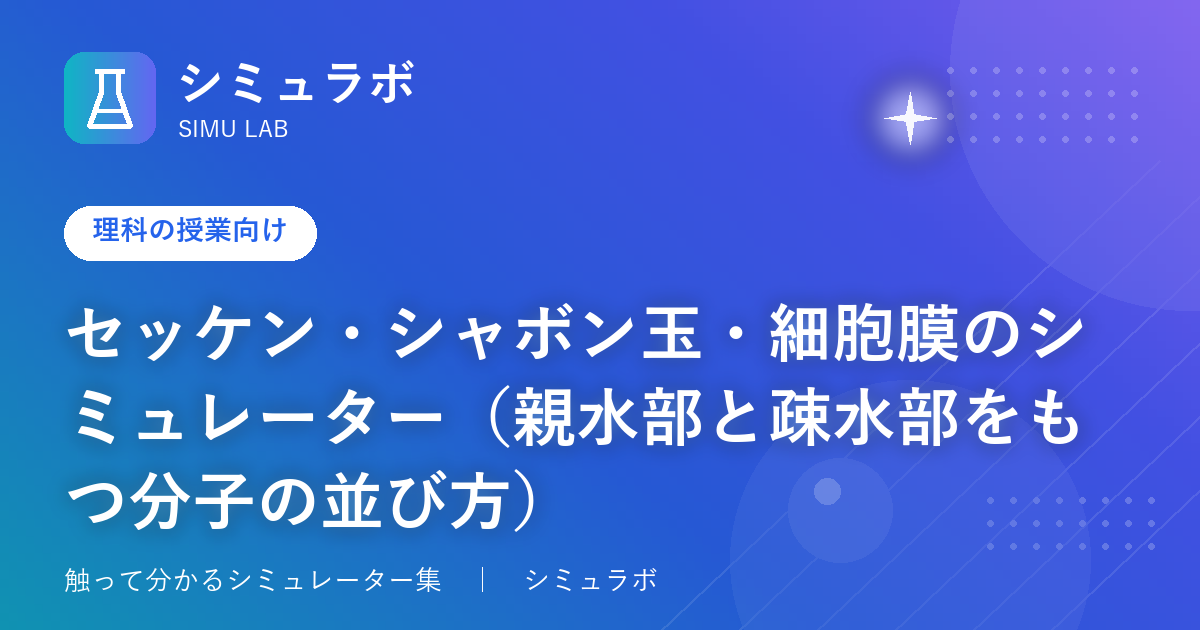 シミュラボ
SIMU LAB
理科の授業向け
セッケン・シャボン玉・細胞膜のシ
ミュレーター（親水部と疎水部をも
つ分子の並び方）
触って分かるシミュレーター集　｜　シミュラボ